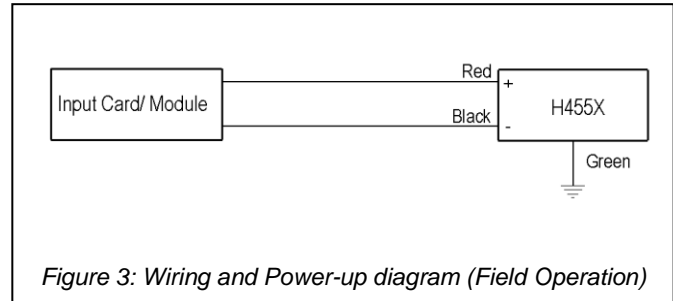 Red
+
Input Card/ Module
H455X
Black
-
Green
Figure 3: Wiring and Power-up diagram (Field Operation)